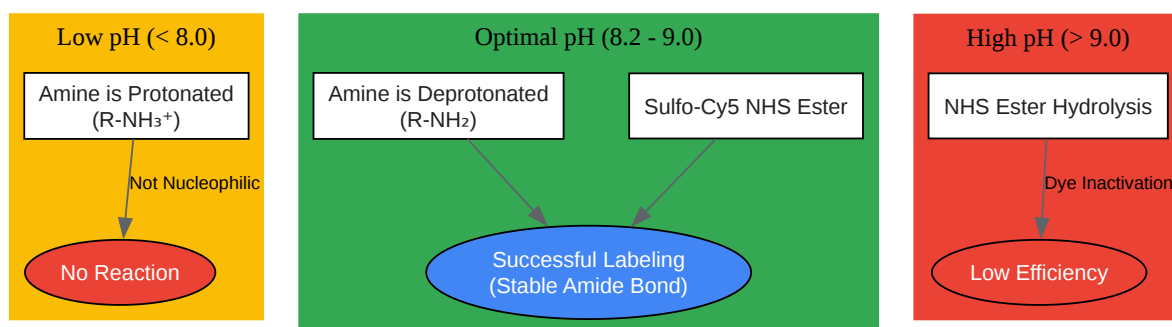 Low pH (< 8.0)
Amine is Protonated
(R-NH₃⁺)
Not Nucleophilic
No Reaction
Optimal pH (8.2 - 9.0)
Amine is Deprotonated
(R-NH₂)
Sulfo-Cy5 NHS Ester
Successful Labeling
(Stable Amide Bond)
High pH (> 9.0)
NHS Ester Hydrolysis
Dye Inactivation
Low Efficiency